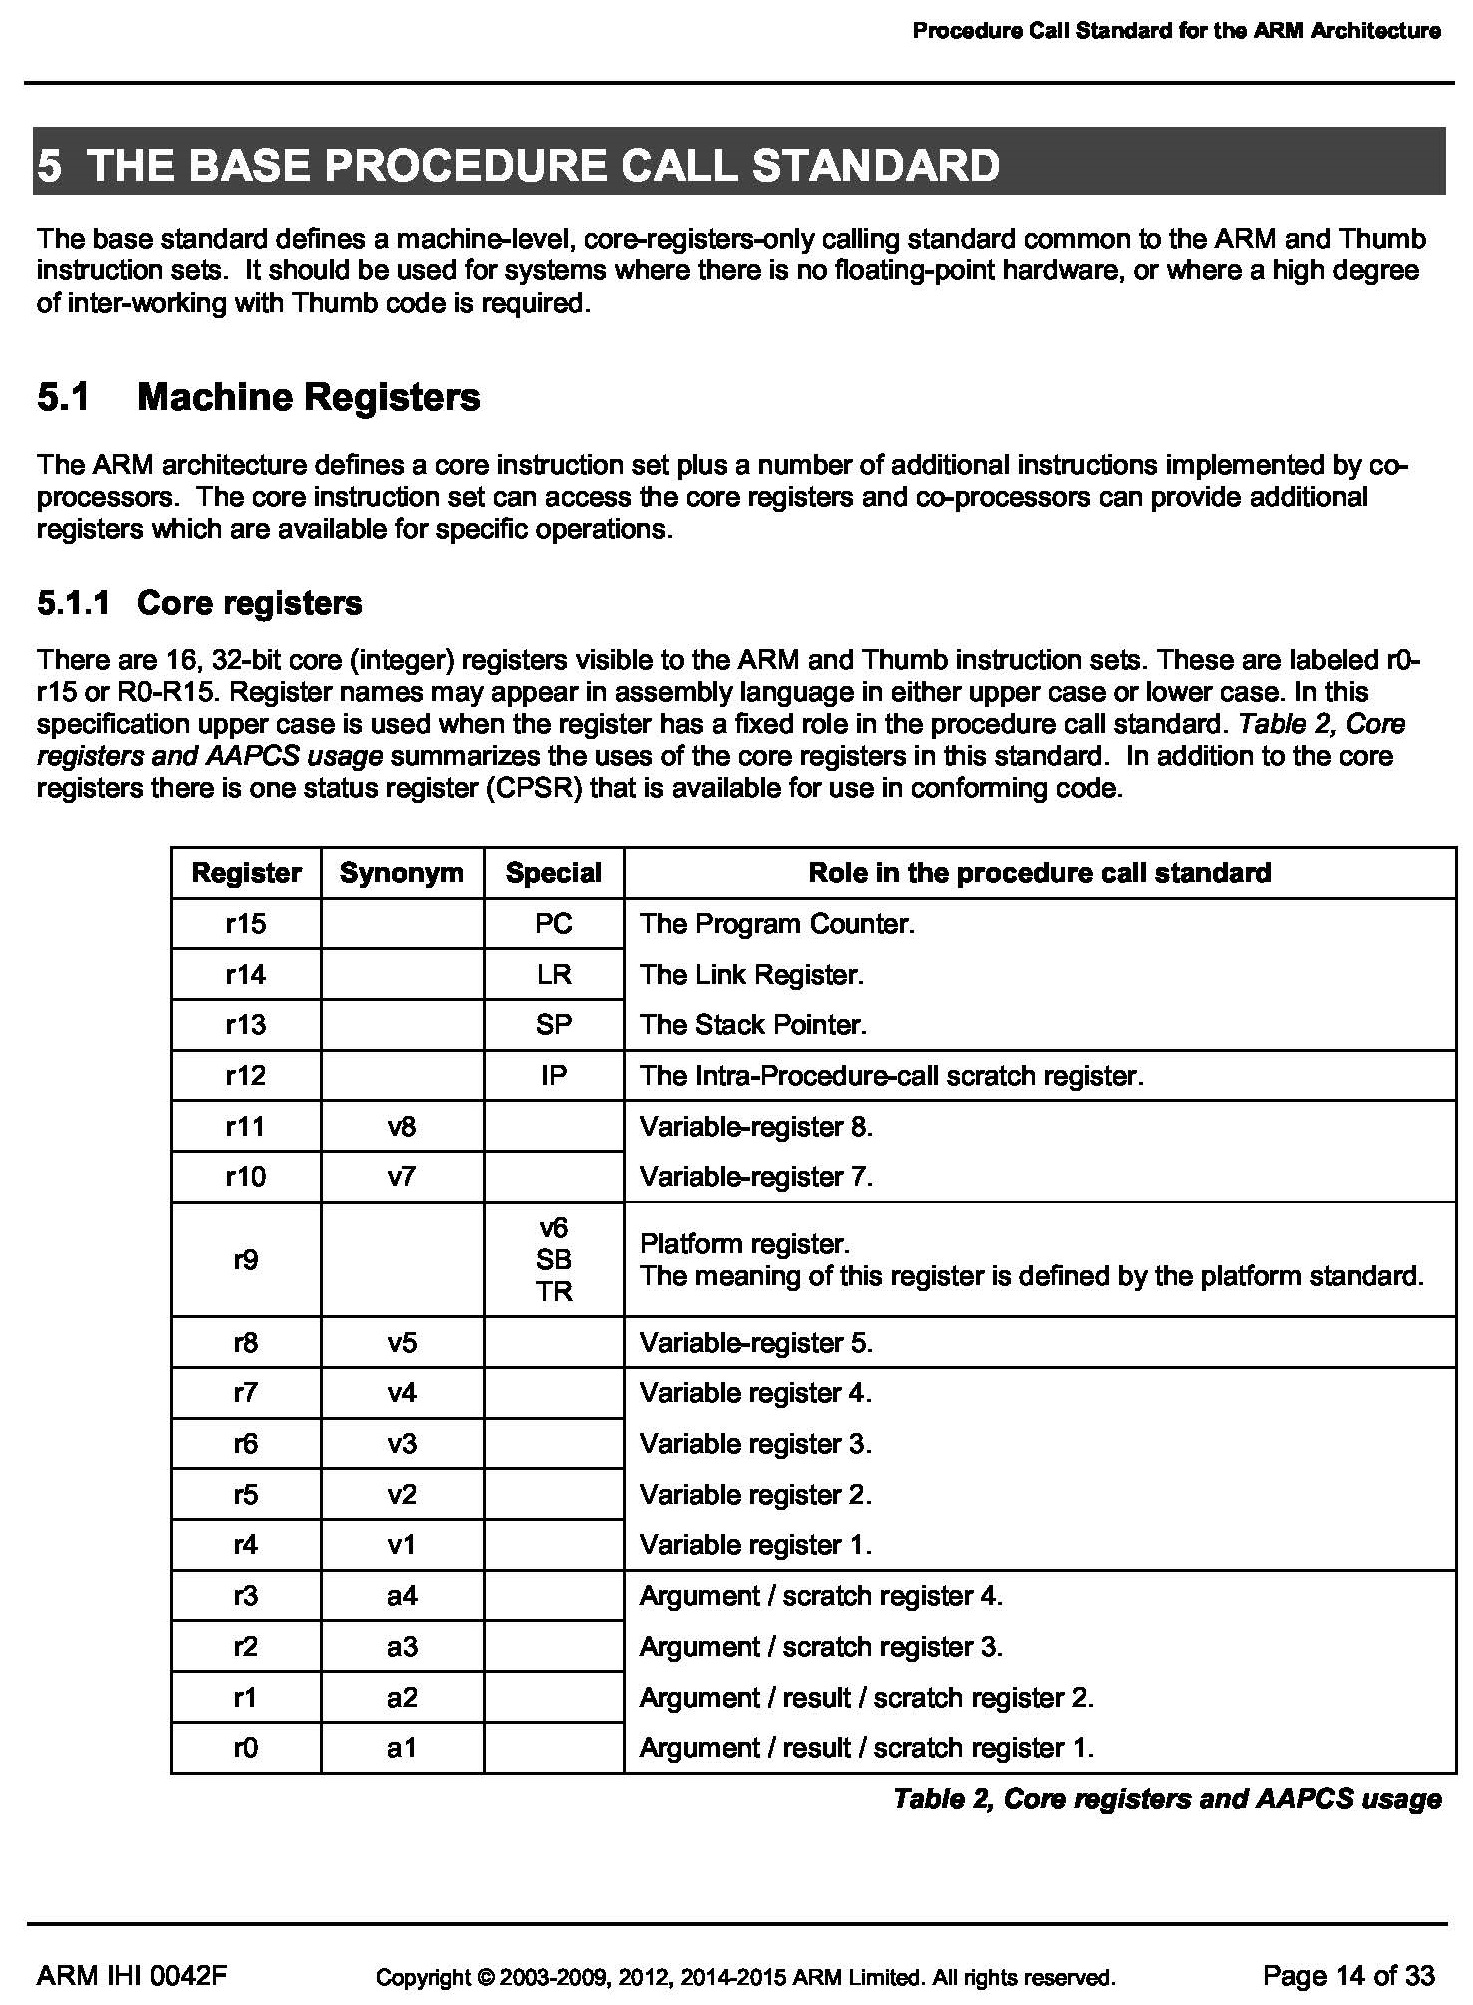 Procedure Call Standard for the ARM Architecture
5 THE BASE PROCEDURE CALL STANDARD
The base standard defines a machine-level, core-registers-only calling standard common to the ARM and Thumb
instruction sets. It should be used for systems where there is no floating-point hardware, or where a high degree
of inter-working with Thumb code is required.
5.1 Machine Registers
The ARM architecture defines a core instruction set plus a number of additional instructions implemented by co-
processors. The core instruction set can access the core registers and co-processors can provide additional
registers which are available for specific operations.
5.1.1 Core registers
There are 16, 32-bit core (integer) registers visible to the ARM and Thumb instruction sets. These are labeled r0-
r15 or R0-R15. Register names may appear in assembly language in either upper case or lower case. In this
specification upper case is used when the register has a fixed role in the procedure call standard. Table 2, Core
registers and AAPCS usage summarizes the uses of the core registers in this standard. In addition to the core
registers there is one status register (CPSR) that is available for use in conforming code.
Register Synonym Special Role in the procedure call standard
r15 PC The Program Counter.
r14 LR The Link Register.
r13 SP The Stack Pointer.
r12 IP The Intra-Procedure-call scratch register.
r11 v8 Variable-register 8.
r10 v7 Variable-register 7.
r9
v6
SB
TR
Platform register.
The meaning of this register is defined by the platform standard.
r8 v5 Variable-register 5.
r7 v4 Variable register 4.
r6 v3 Variable register 3.
r5 v2 Variable register 2.
r4 v1 Variable register 1.
r3 a4 Argument / scratch register 4.
r2 a3 Argument / scratch register 3.
r1 a2 Argument / result / scratch register 2.
r0 a1 Argument / result / scratch register 1.
Table 2, Core registers and AAPCS usage
ARM IHI 0042F Copyright © 2003-2009, 2012, 2014-2015 ARM Limited. All rights reserved. Page 14 of 33